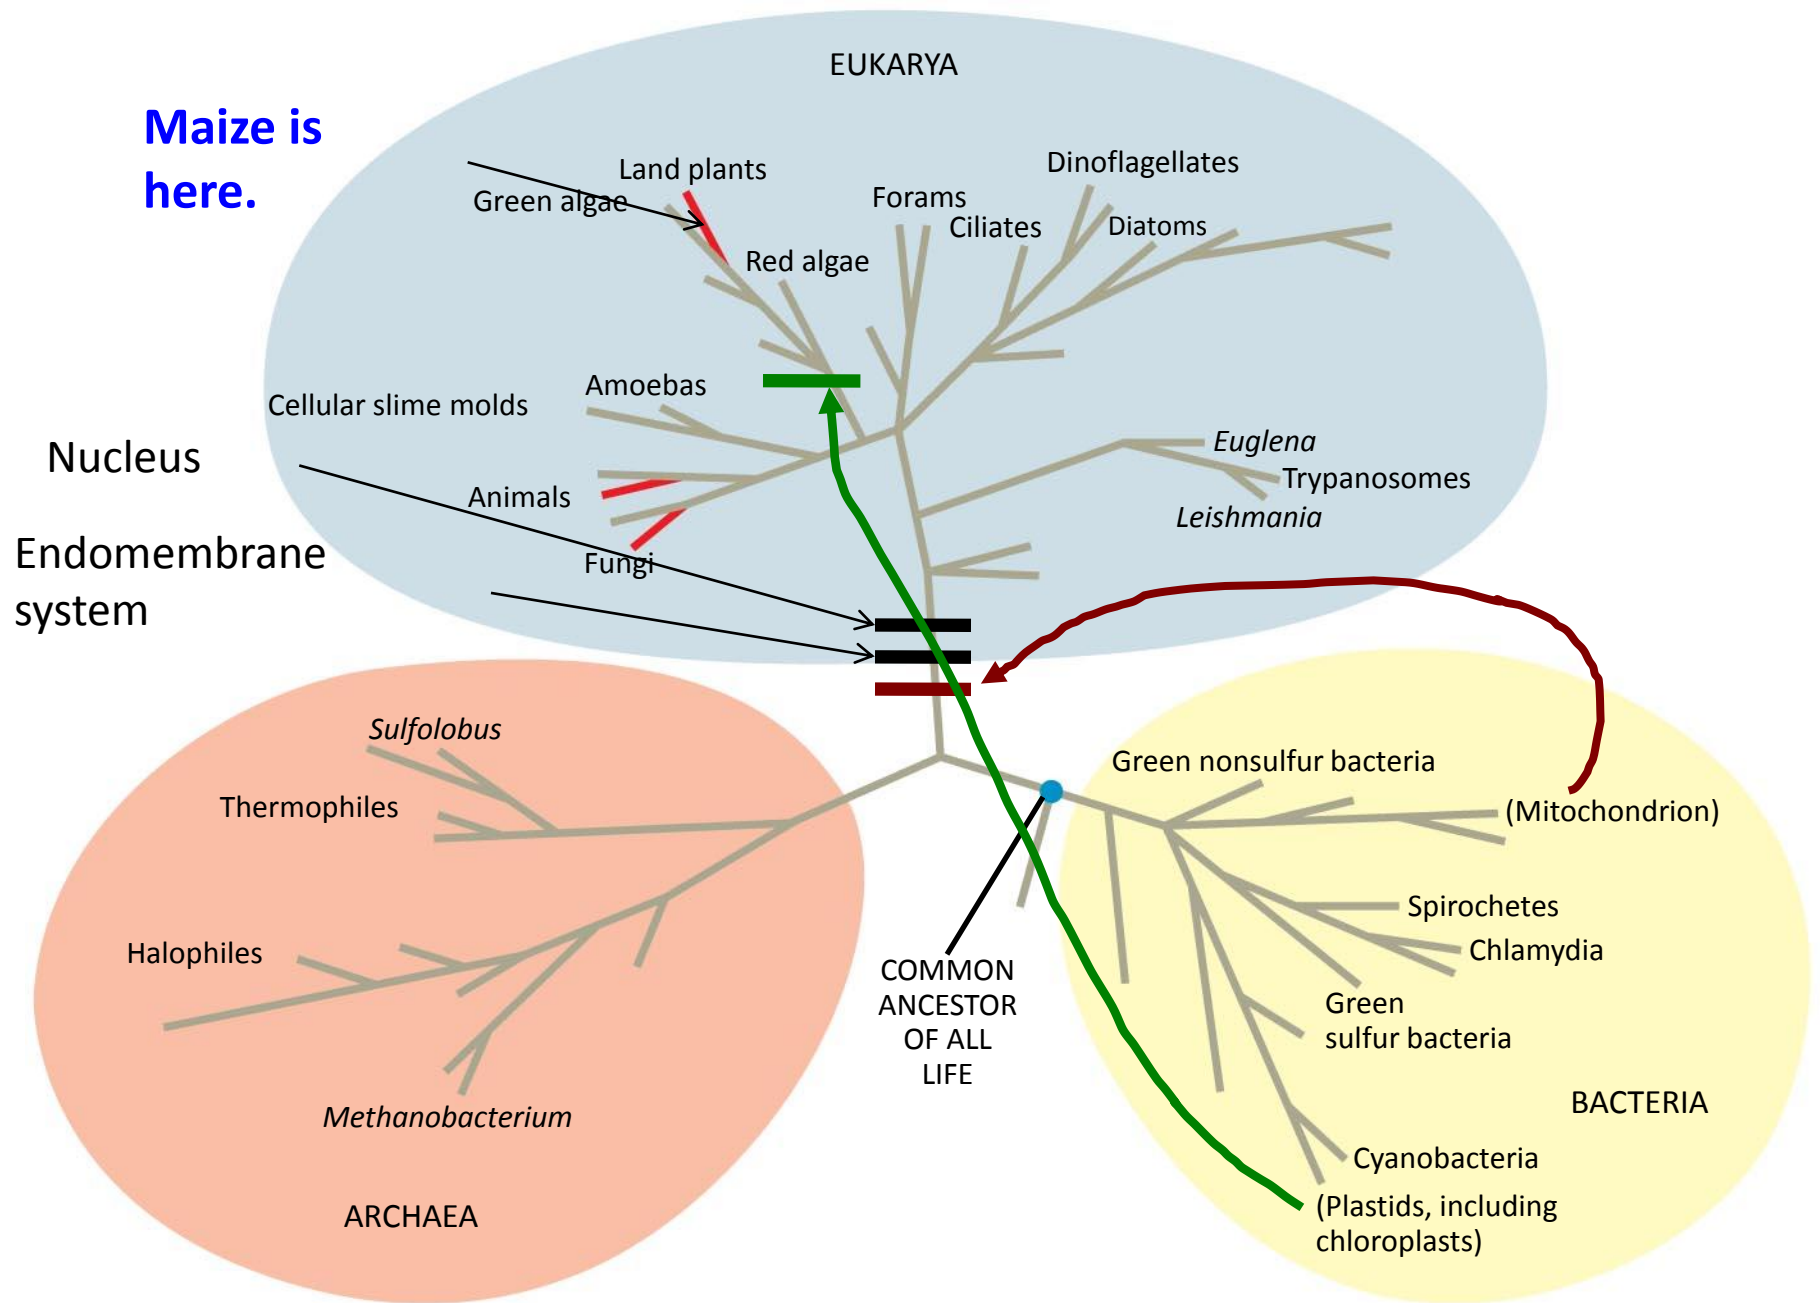 EUKARYA
Maize is
here.
Land plants
Green algae
Dinoflagellates
Forams
Ciliates
Diatoms
Red algae
Amoebas
Cellular slime molds
Nucleus
Euglena
Animals
Trypanosomes
Leishmania
Endomembrane
system
Fungi
Sulfolobus
Green nonsulfur bacteria
Thermophiles
(Mitochondrion)
Spirochetes
Halophiles
Chlamydia
COMMON
ANCESTOR
OF ALL
LIFE
Green
sulfur bacteria
Methanobacterium
BACTERIA
Cyanobacteria
ARCHAEA
(Plastids, including
chloroplasts)